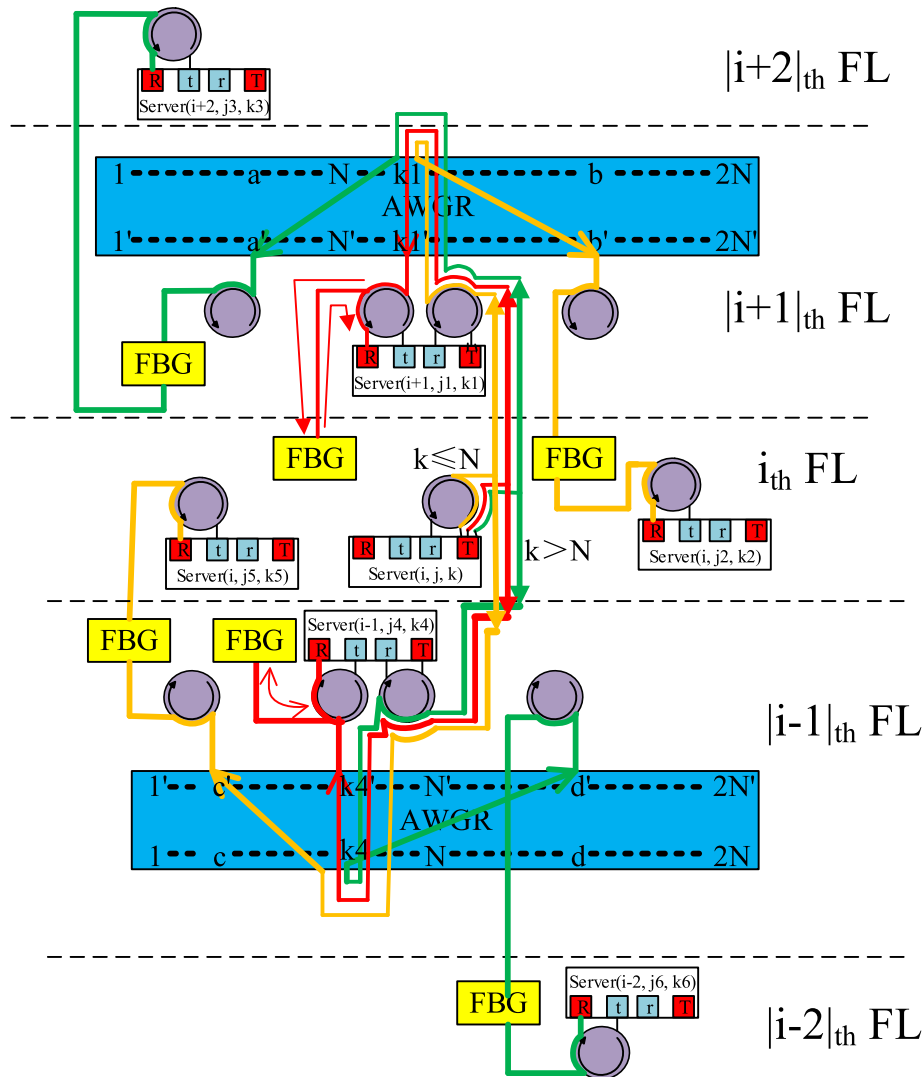 |i+2|th FL
R t r T
Server(i+2, j3, k3)
1 a N k1 b 2N
AWGR
1' a' N' k1' b' 2N'
|i+1|th FL
FBG
R t r T
Server(i+1, j1, k1)
FBG
k≤N
FBG
ith FL
R t r T
Server(i, j5, k5)
R t r T
Server(i, j, k)
k>N
R t r T
Server(i, j2, k2)
FBG
FBG
Server(i-1, j4, k4)
R t r T
|i-1|th FL
1' c' k4' N' d' 2N'
AWGR
1 c k4 N d 2N
FBG
Server(i-2, j6, k6)
R t r T
|i-2|th FL